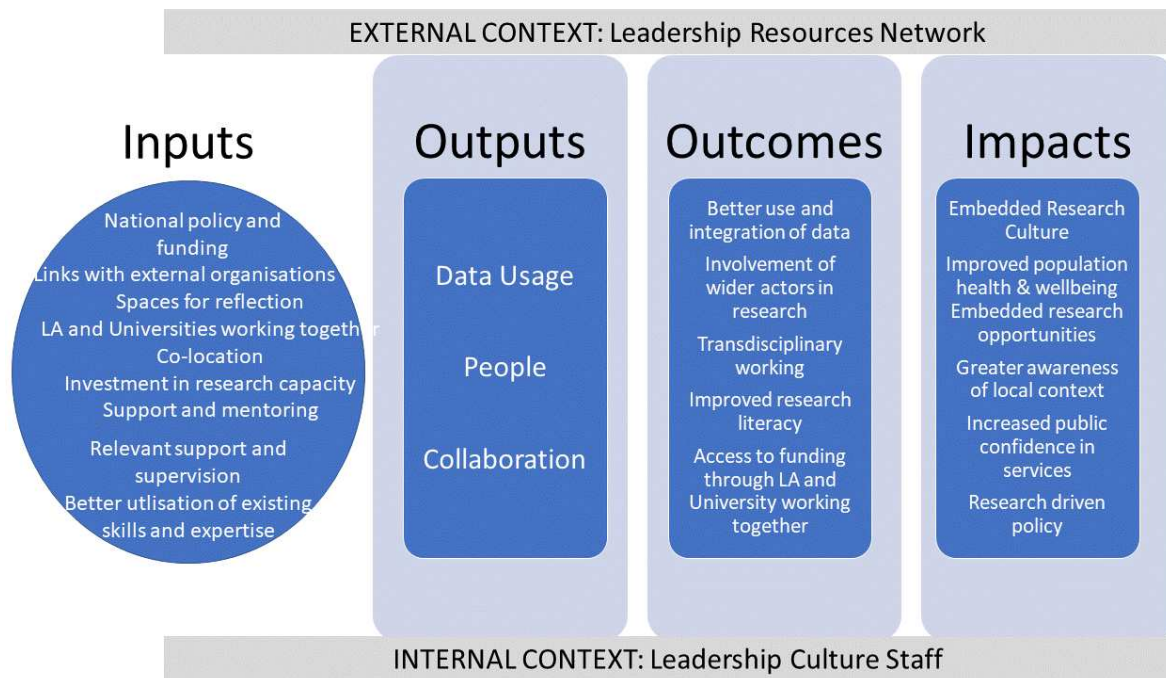 EXTERNAL CONTEXT: Leadership Resources Network
Inputs
National policy and
funding
Links with external organisations
Spaces for reflection
LA and Universities working together
Co-location
Investment in research capacity
Support and mentoring
Relevant support and
supervision
Better utlisation of existing
skills and expertise
Outputs
Data Usage
People
Collaboration
Outcomes
Better use and
integration of data
Involvement of
wider actors in
research
Transdisciplinary
working
Improved research
literacy
Access to funding
through LA and
University working
together
Impacts
Embedded Research
Culture
Improved population
health & wellbeing
Embedded research
opportunities
Greater awareness
of local context
Increased public
confidence in
services
Research driven
policy
INTERNAL CONTEXT: Leadership Culture Staff